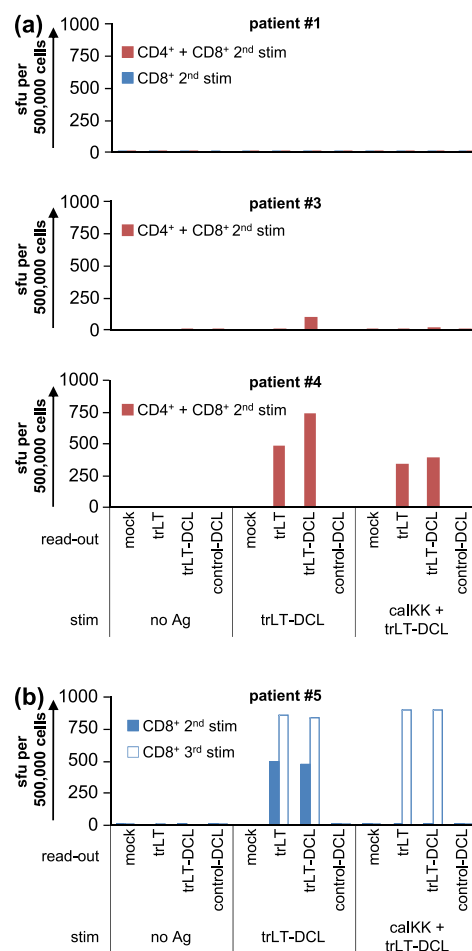 (a)
patient #1
sfu per
500,000 cells
1000
750
500
250
0
CD4⁺ + CD8⁺ 2ⁿᵈ stim
CD8⁺ 2ⁿᵈ stim
patient #3
sfu per
500,000 cells
1000
750
500
250
0
CD4⁺ + CD8⁺ 2ⁿᵈ stim
patient #4
sfu per
500,000 cells
1000
750
500
250
0
CD4⁺ + CD8⁺ 2ⁿᵈ stim
read-out
mock
trLT
trLT-DCL
control-DCL
mock
trLT
trLT-DCL
control-DCL
mock
trLT
trLT-DCL
control-DCL
stim
no Ag
trLT-DCL
calKK +
trLT-DCL
(b)
patient #5
sfu per
500,000 cells
1000
750
500
250
0
CD8⁺ 2ⁿᵈ stim
CD8⁺ 3ʳᵈ stim
read-out
mock
trLT
trLT-DCL
control-DCL
mock
trLT
trLT-DCL
control-DCL
mock
trLT
trLT-DCL
control-DCL
stim
no Ag
trLT-DCL
calKK +
trLT-DCL